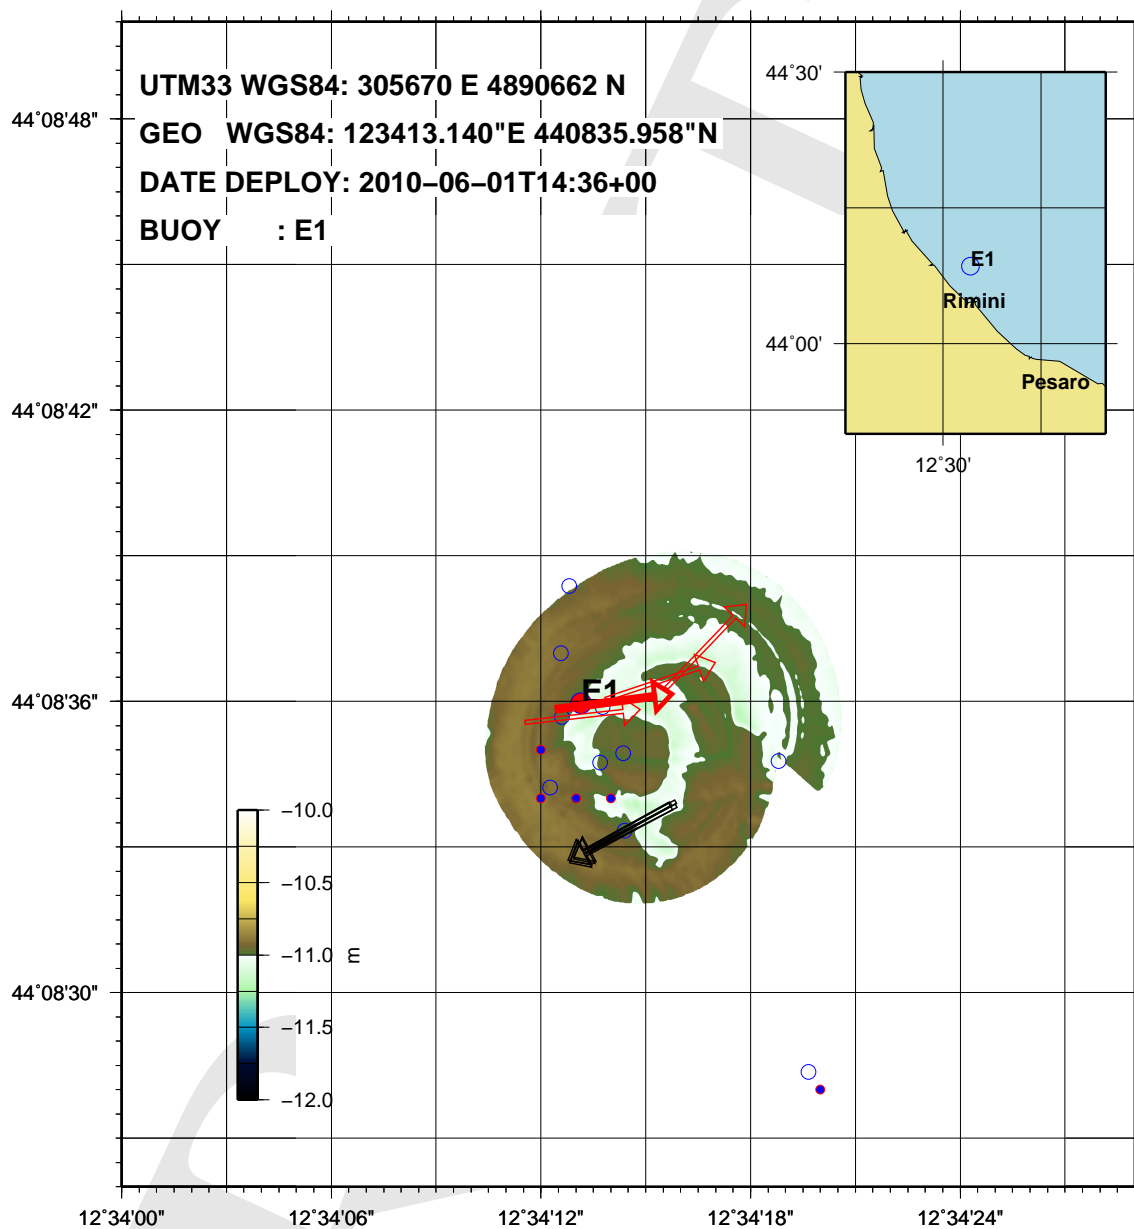 UTM33 WGS84: 305670 E 4890662 N
GEO WGS84: 123413.140"E 440835.958"N
DATE DEPLOY: 2010−06−01T14:36+00
BUOY : E1
44˚30'
44˚00'
12˚30'
E1
Rimini
Pesaro
44˚08'48"
44˚08'42"
44˚08'36"
44˚08'30"
E1
−10.0
−10.5
−11.0
−11.5
−12.0
m
12˚34'00"
12˚34'06"
12˚34'12"
12˚34'18"
12˚34'24"